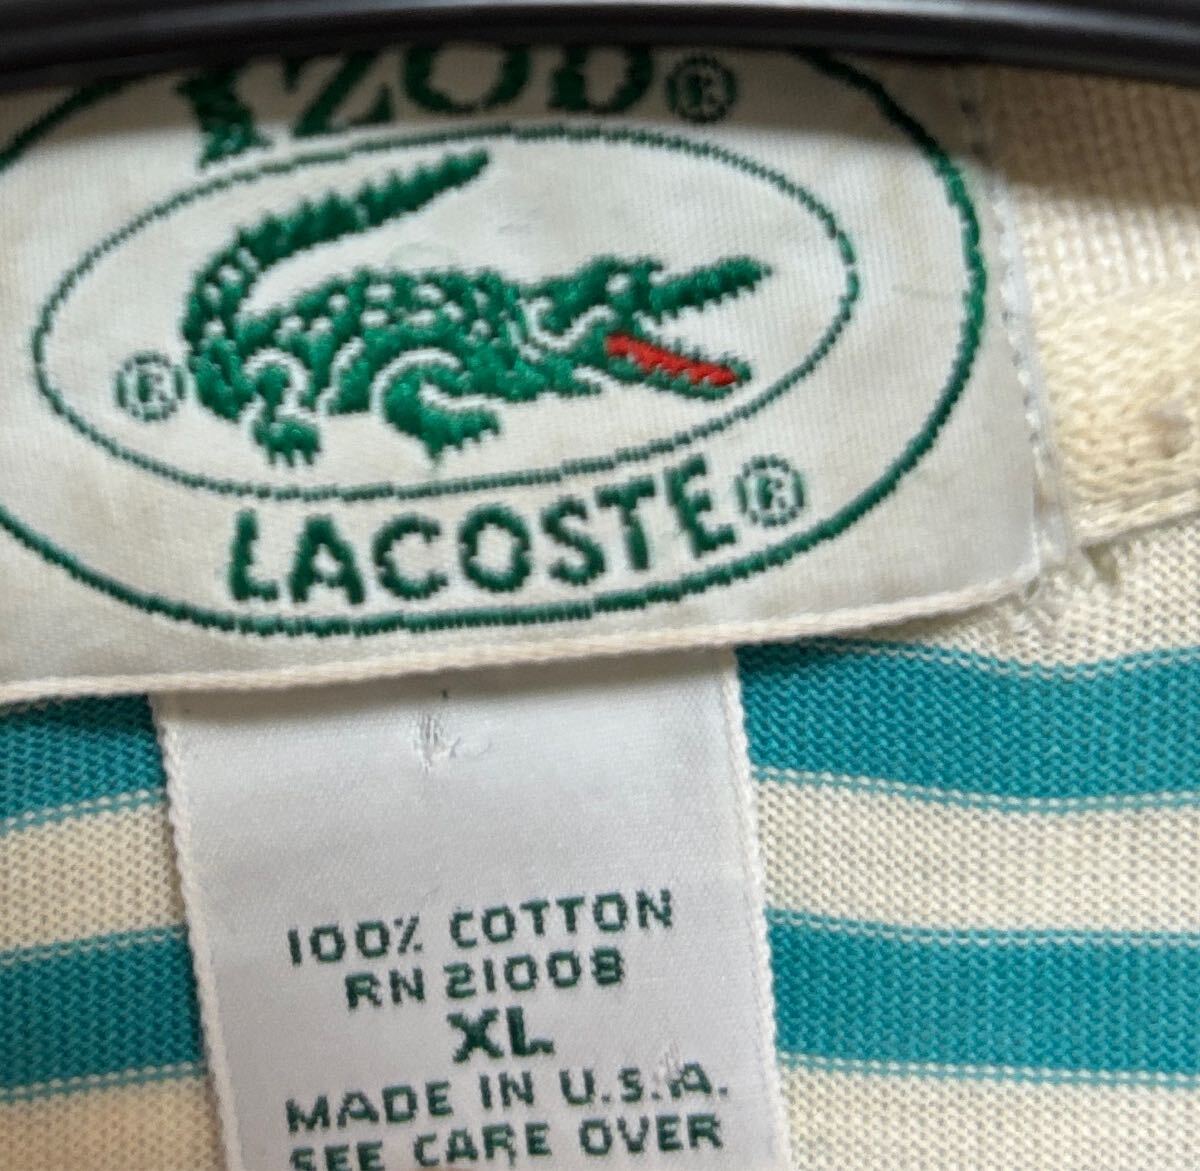 IZOD®
®
LACOSTE®
100% COTTON
RN 21008
XL
MADE IN U.S.A.
SEE CARE OVER